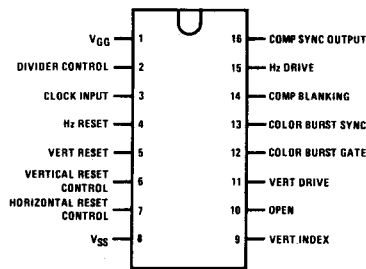 VGG 1 16 COMP SYNC OUTPUT
DIVIDER CONTROL 2 15 Hz DRIVE
CLOCK INPUT 3 14 COMP BLANKING
Hz RESET 4 13 COLOR BURST SYNC
VERT RESET 5 12 COLOR BURST GATE
VERTICAL RESET
CONTROL 6 11 VERT DRIVE
HORIZONTAL RESET
CONTROL 7 10 OPEN
VSS 8 9 VERT INDEX